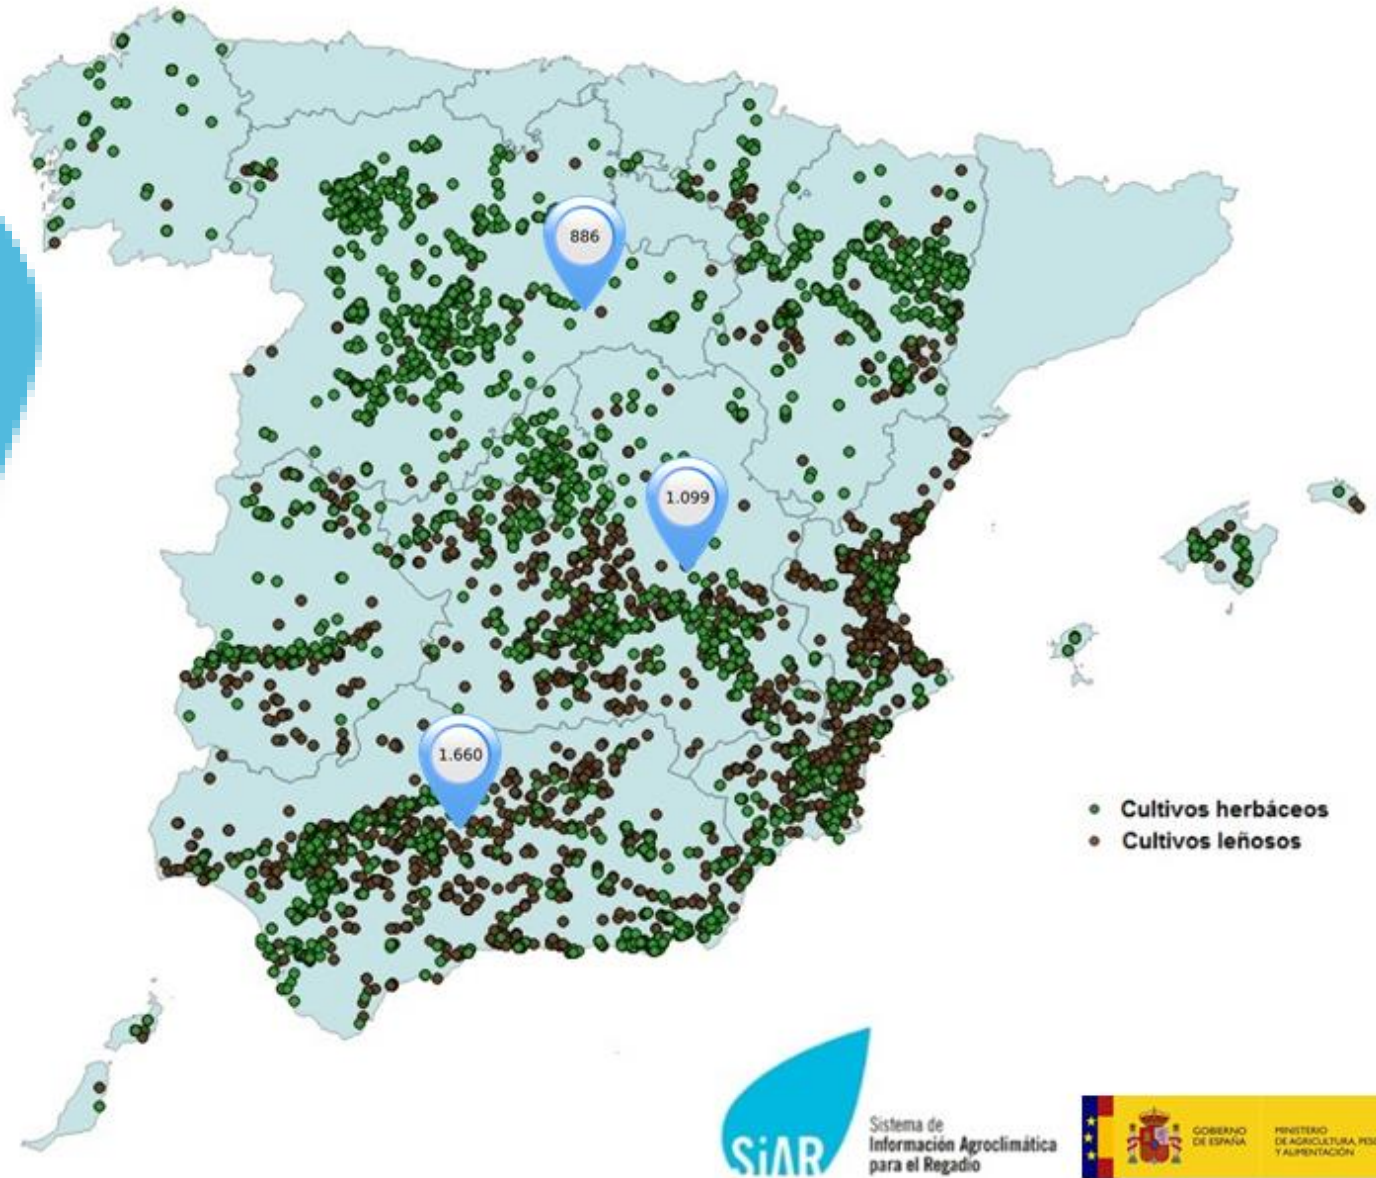 886
1.099
1.660
Cultivos herbáceos
Cultivos leñosos
SiAR
Sistema de
Información Agroclimática
para el Regadío
GOBIERNO
DE ESPAÑA
MINISTERIO
DE AGRICULTURA,
Y ALIMENTACIÓN